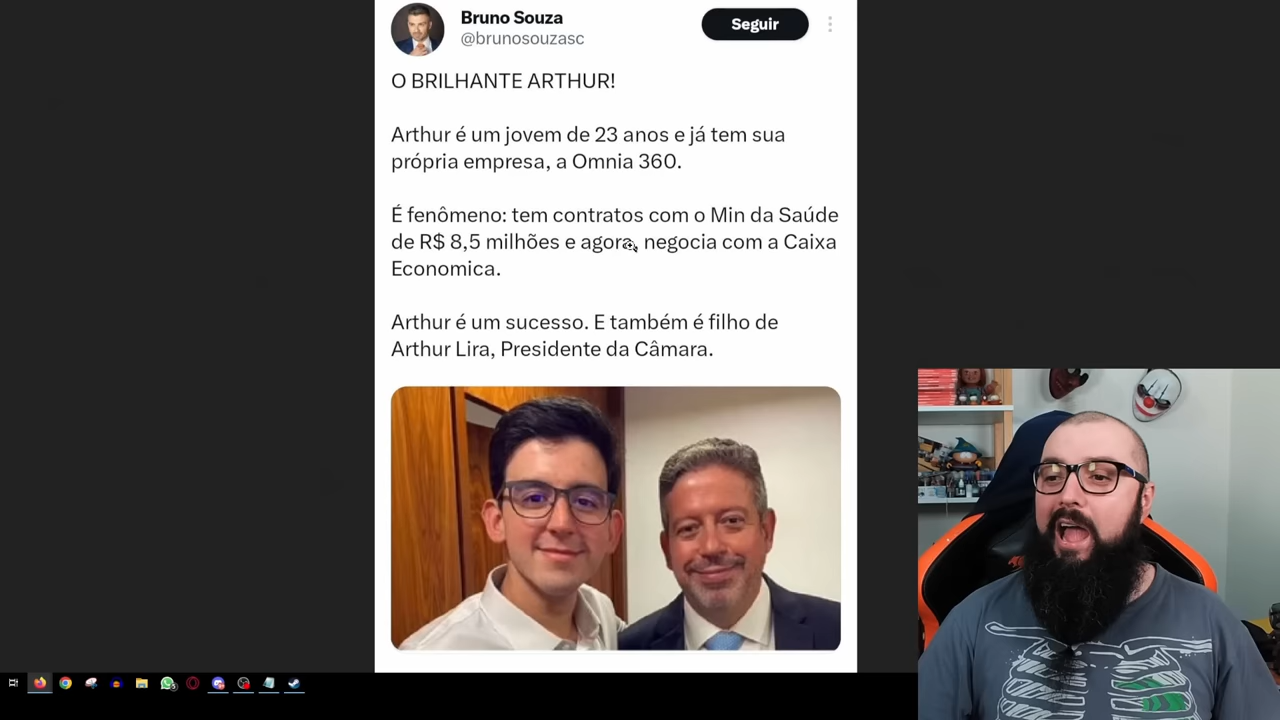 Bruno Souza
@brunosouzasc
Seguir
O BRILHANTE ARTHUR!
Arthur é um jovem de 23 anos e já tem sua
própria empresa, a Omnia 360.
É fenômeno: tem contratos com o Min da Saúde
de R$ 8,5 milhões e agora, negocia com a Caixa
Economica.
Arthur é um sucesso. E também é filho de
Arthur Lira, Presidente da Câmara.